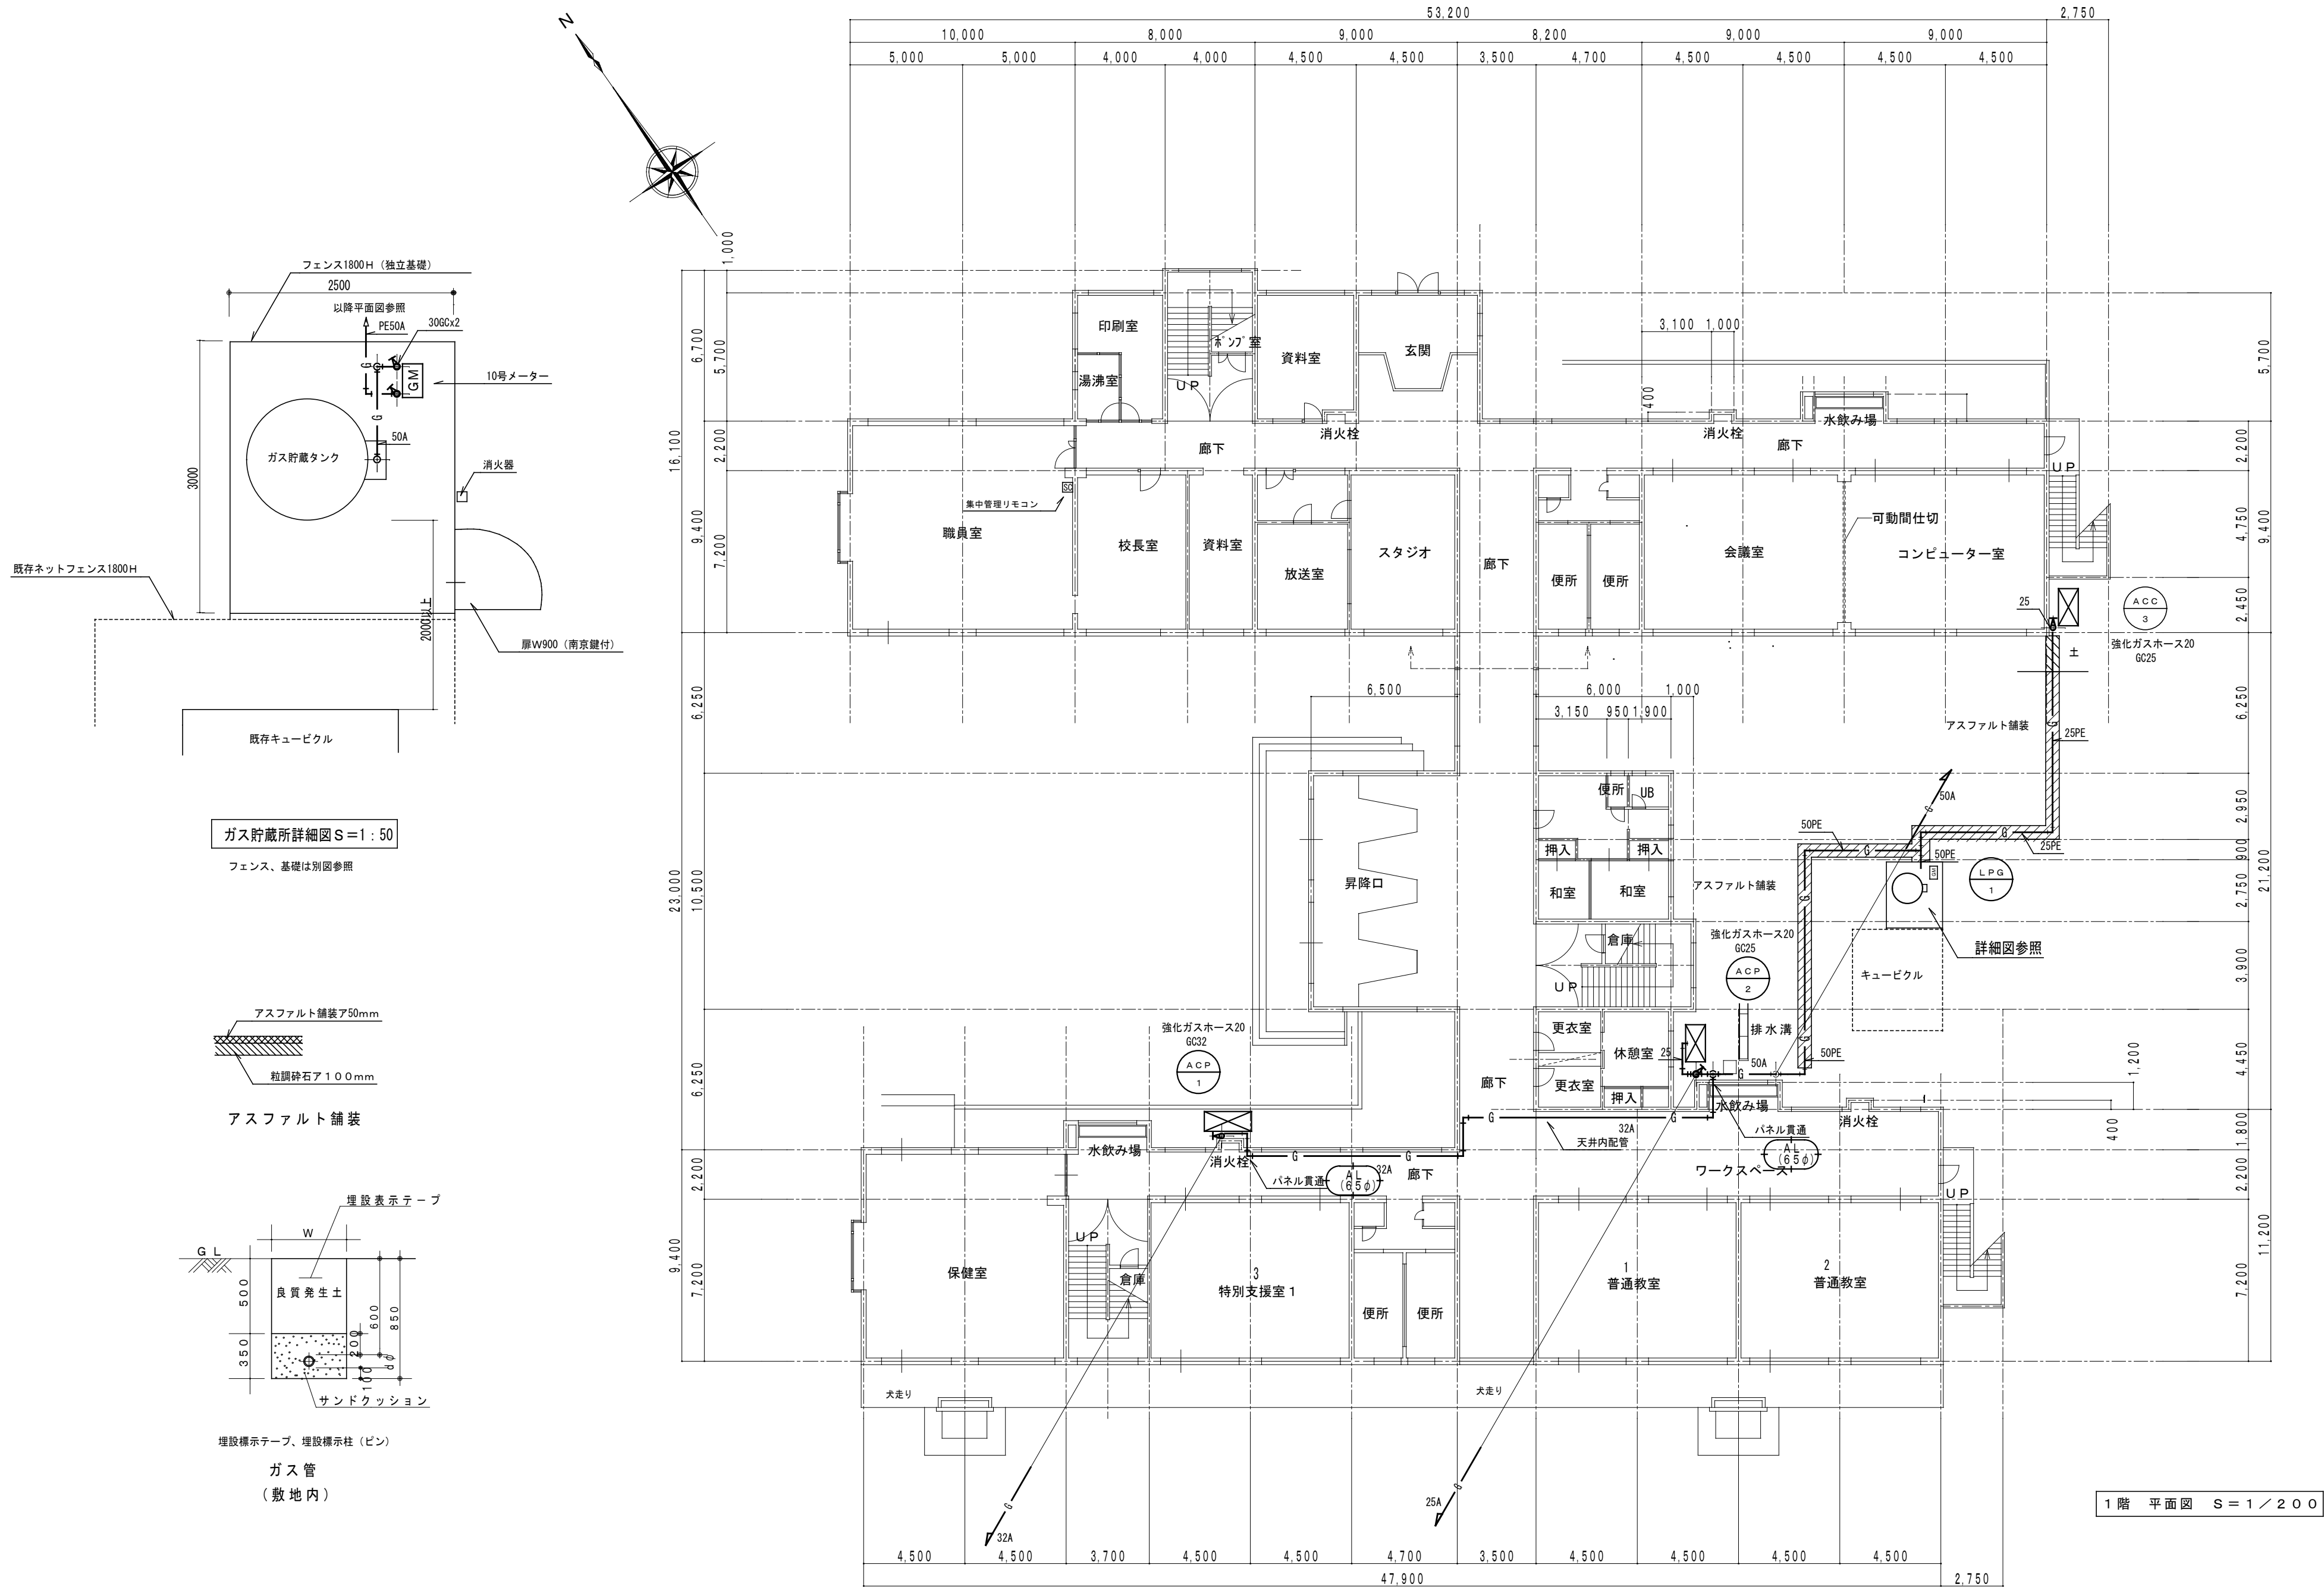 N
53,200
2,750
10,000
8,000
9,000
8,200
9,000
9,000
5,000
5,000
4,000
4,000
4,500
4,500
3,500
4,700
4,500
4,500
4,500
4,500
フェンス1800H（独立基礎）
2500
以降平面図参照
PE50A
30GCx2
GM
10号メーター
G
G
50A
ガス貯蔵タンク
消火器
3000
既存ネットフェンス1800H
2000以上
扉W900（南京鍵付）
既存キュービクル
ガス貯蔵所詳細図S=1:50
フェンス、基礎は別図参照
アスファルト舗装ア50mm
粒調砕石ア100mm
アスファルト舗装
埋設表示テープ
W
GL
良質発生土
500
350
600
850
200
100
dφ
サンドクッション
埋設標示テープ、埋設標示柱（ピン）
ガス管
（敷地内）
1,000
6,700
5,700
16,100
2,200
9,400
7,200
6,250
23,000
10,500
6,250
2,200
9,400
7,200
印刷室
湯沸室
UP
ポンプ室
資料室
玄関
3,100
1,000
400
消火栓
廊下
消火栓
廊下
水飲み場
UP
集中管理リモコン
SC
職員室
校長室
資料室
放送室
スタジオ
廊下
便所
便所
会議室
可動間仕切
コンピューター室
25
ACC
3
強化ガスホース20
GC25
土
5,700
2,200
4,750
9,400
2,450
6,250
2,950
900
2,750
21,200
3,900
4,450
1,200
1,800
400
2,200
11,200
7,200
6,500
6,000
1,000
3,150
950
1,900
アスファルト舗装
G
25PE
便所
UB
押入
押入
和室
和室
昇降口
アスファルト舗装
50A
G
50PE
G
G
25PE
50PE
GM
LPG
1
詳細図参照
キュービクル
倉庫
UP
強化ガスホース20
GC25
ACP
2
G
G
排水溝
50PE
50A
G
25
更衣室
休憩室
更衣室
押入
廊下
強化ガスホース20
GC32
ACP
1
水飲み場
消火栓
パネル貫通
32A
天井内配管
G
AL
(65φ)
ワークスペース
水飲み場
消火栓
パネル貫通
G
G
AL
(65φ)
32A
廊下
保健室
UP
倉庫
3
特別支援室1
便所
便所
1
普通教室
2
普通教室
UP
犬走り
犬走り
G
32A
G
25A
1階 平面図 S=1/200
4,500
4,500
3,700
4,500
4,500
4,700
3,500
4,500
4,500
4,500
4,500
47,900
2,750